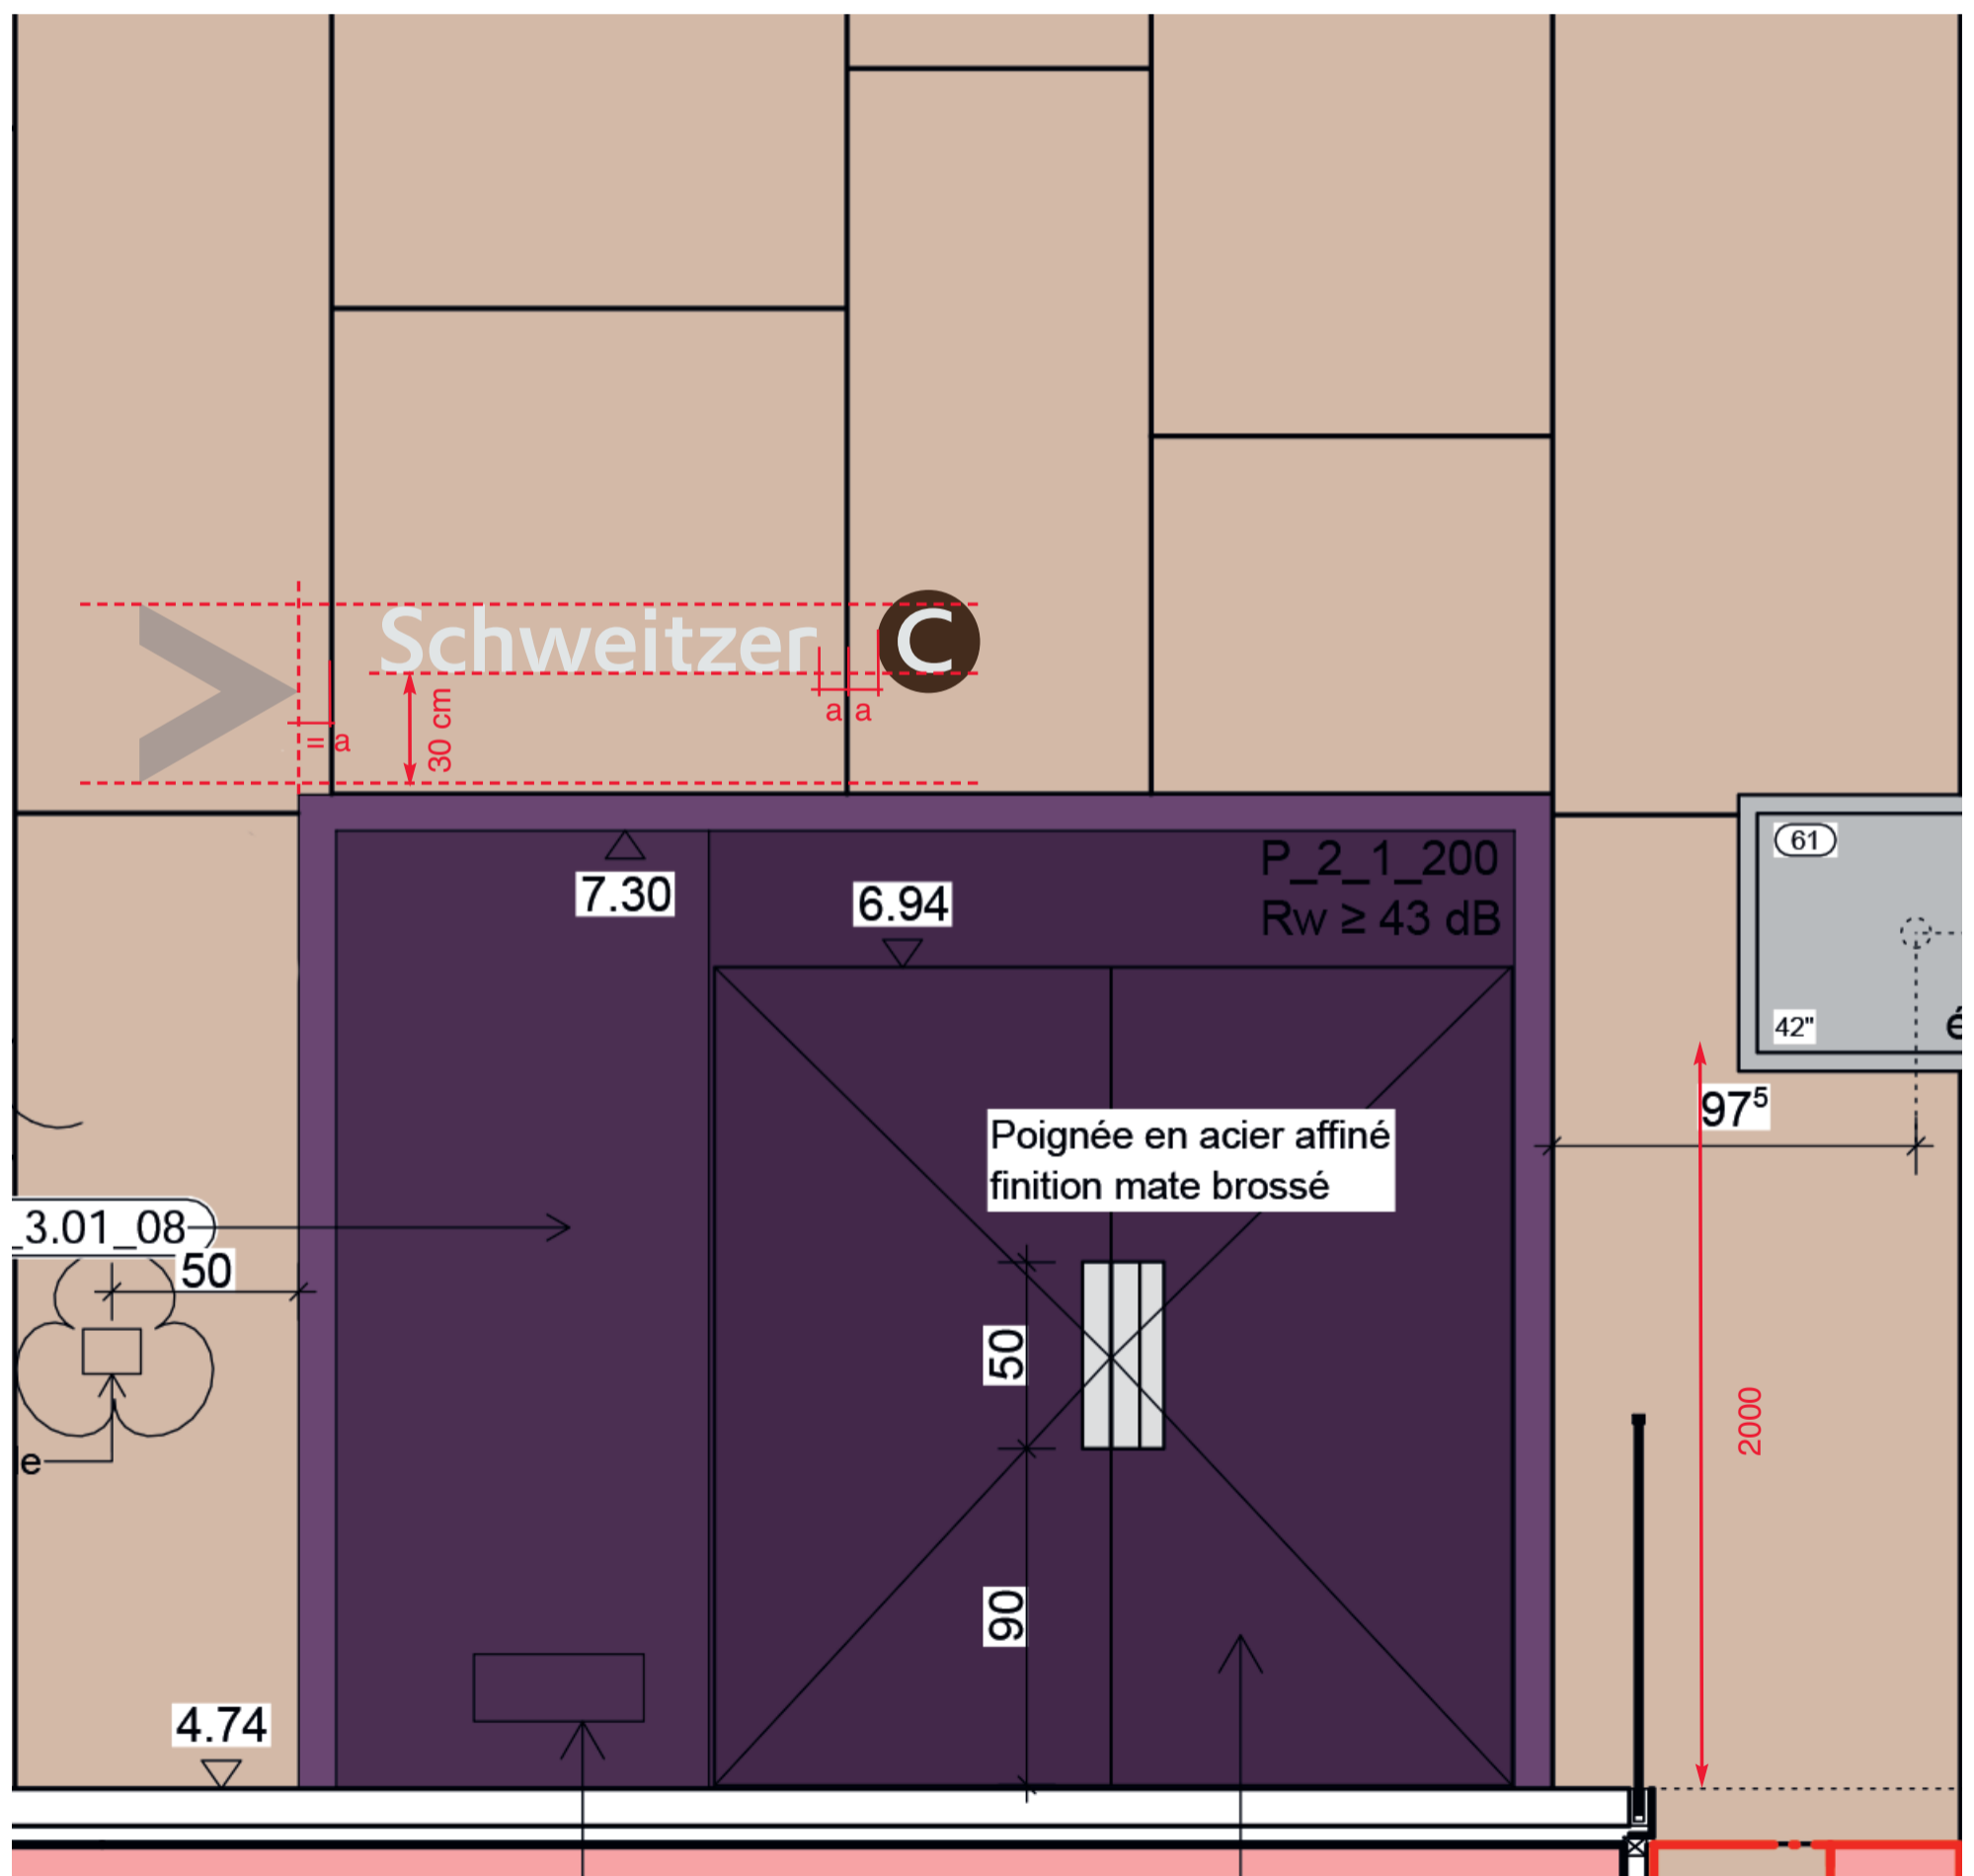 Schweitzer C
a a
= a
30 cm
7.30
6.94
P_2_1_200
Rw ≥ 43 dB
61
42"
é
97⁵
Poignée en acier affiné
finition mate brossé
_3.01_08
50
50
e
2000
90
4.74